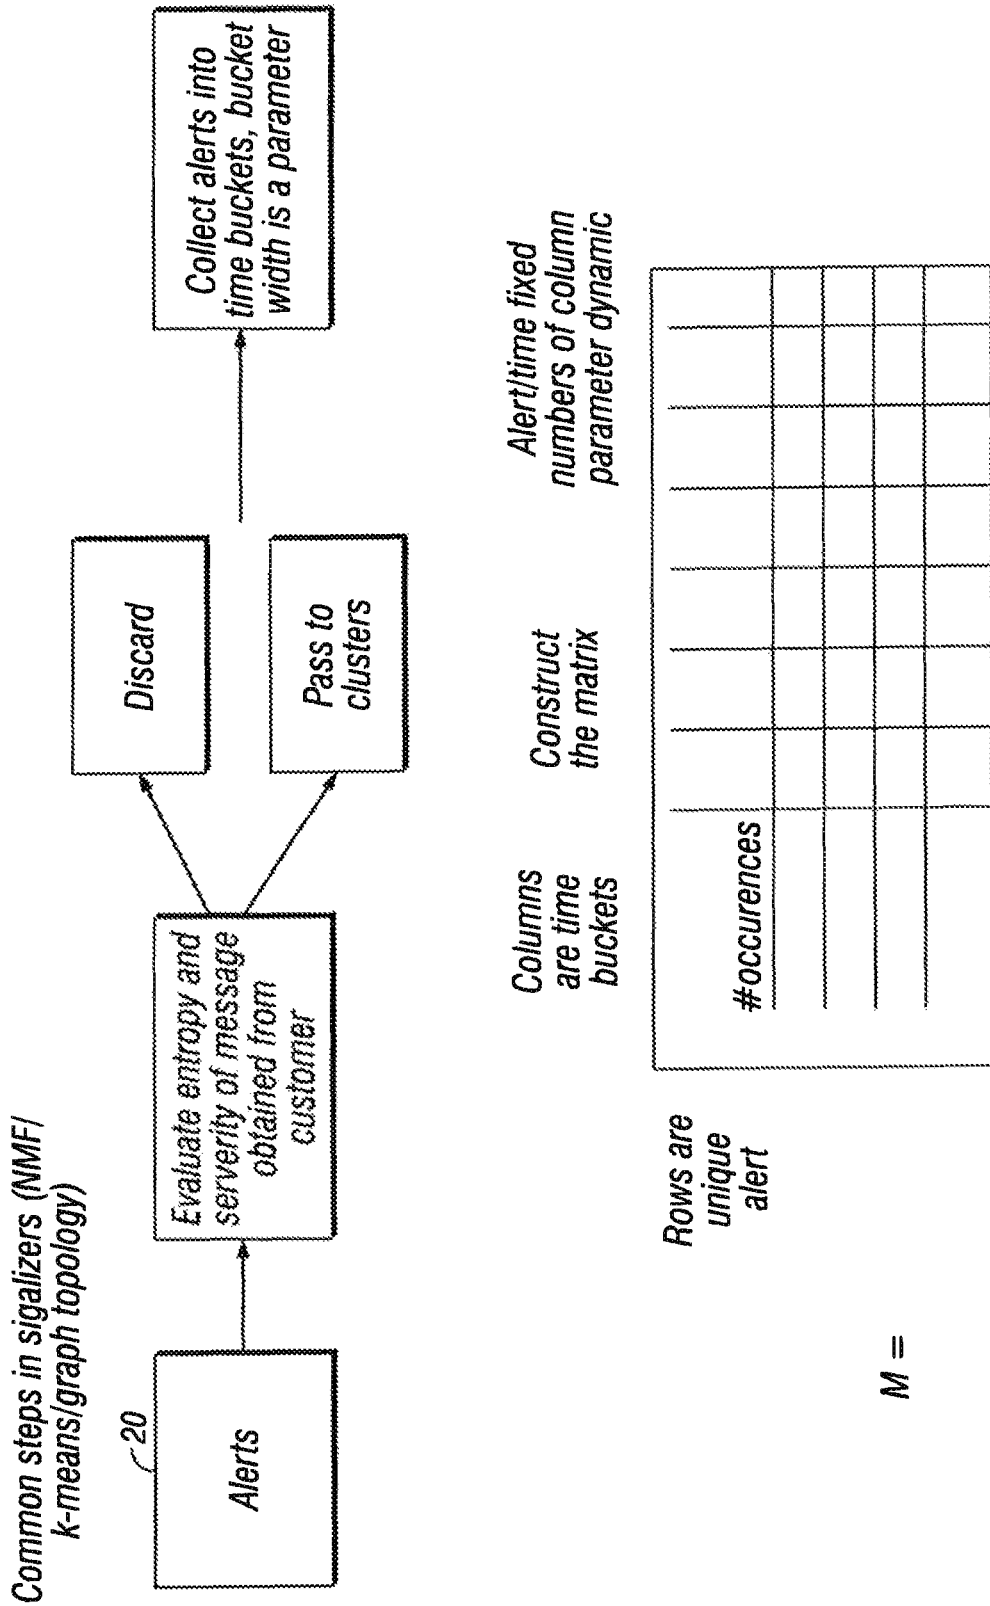 Common steps in sigalizers (NMF/
k-means/graph topology)
20
Alerts
Evaluate entropy and
serverity of message
obtained from
customer
Discard
Pass to
clusters
Collect alerts into
time buckets, bucket
width is a parameter
Columns
are time
buckets
Construct
the matrix
Alert/time fixed
numbers of column
parameter dynamic
Rows are
unique
alert
#occurences
M =